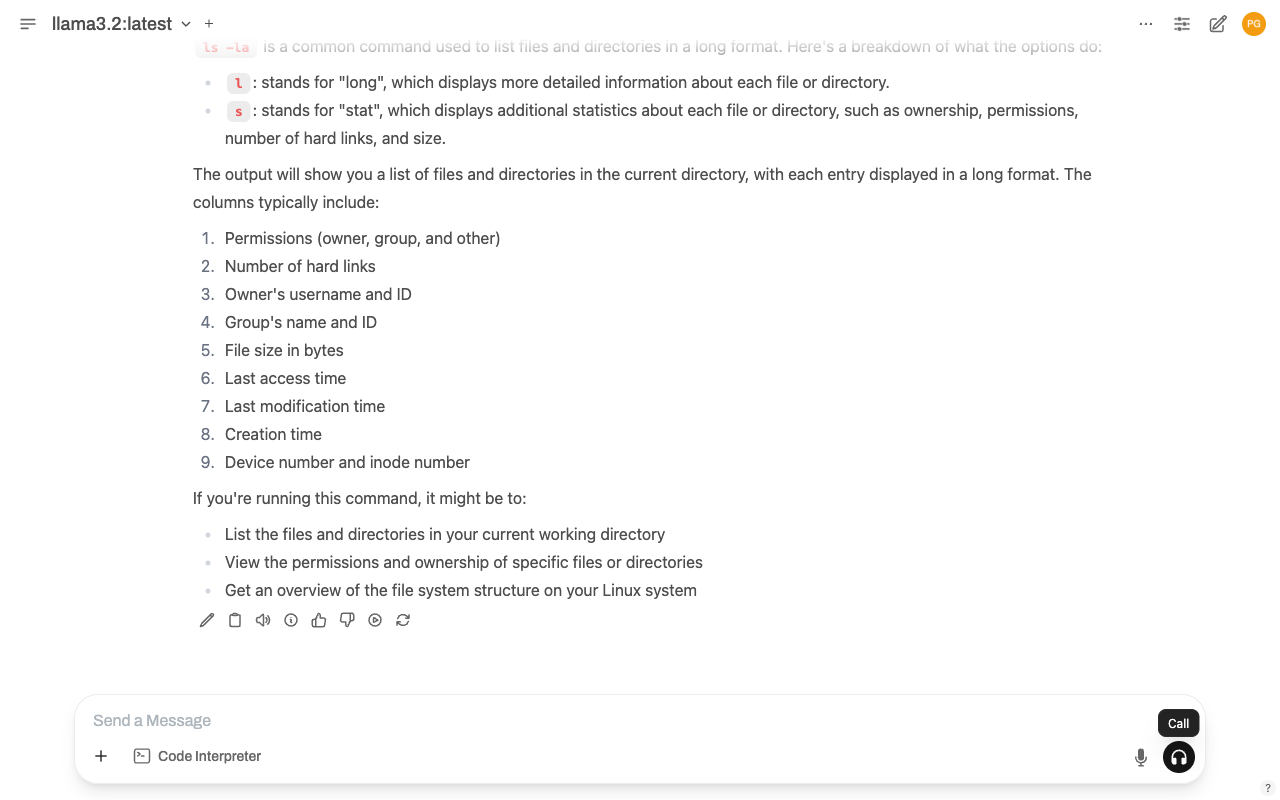 llama3.2:latest
PG
ls -la is a common command used to list files and directories in a long format. Here's a breakdown of what the options do:
l : stands for "long", which displays more detailed information about each file or directory.
s : stands for "stat", which displays additional statistics about each file or directory, such as ownership, permissions,
number of hard links, and size.
The output will show you a list of files and directories in the current directory, with each entry displayed in a long format. The
columns typically include:
1. Permissions (owner, group, and other)
2. Number of hard links
3. Owner's username and ID
4. Group's name and ID
5. File size in bytes
6. Last access time
7. Last modification time
8. Creation time
9. Device number and inode number
If you're running this command, it might be to:
List the files and directories in your current working directory
View the permissions and ownership of specific files or directories
Get an overview of the file system structure on your Linux system
Send a Message
Call
Code Interpreter
?